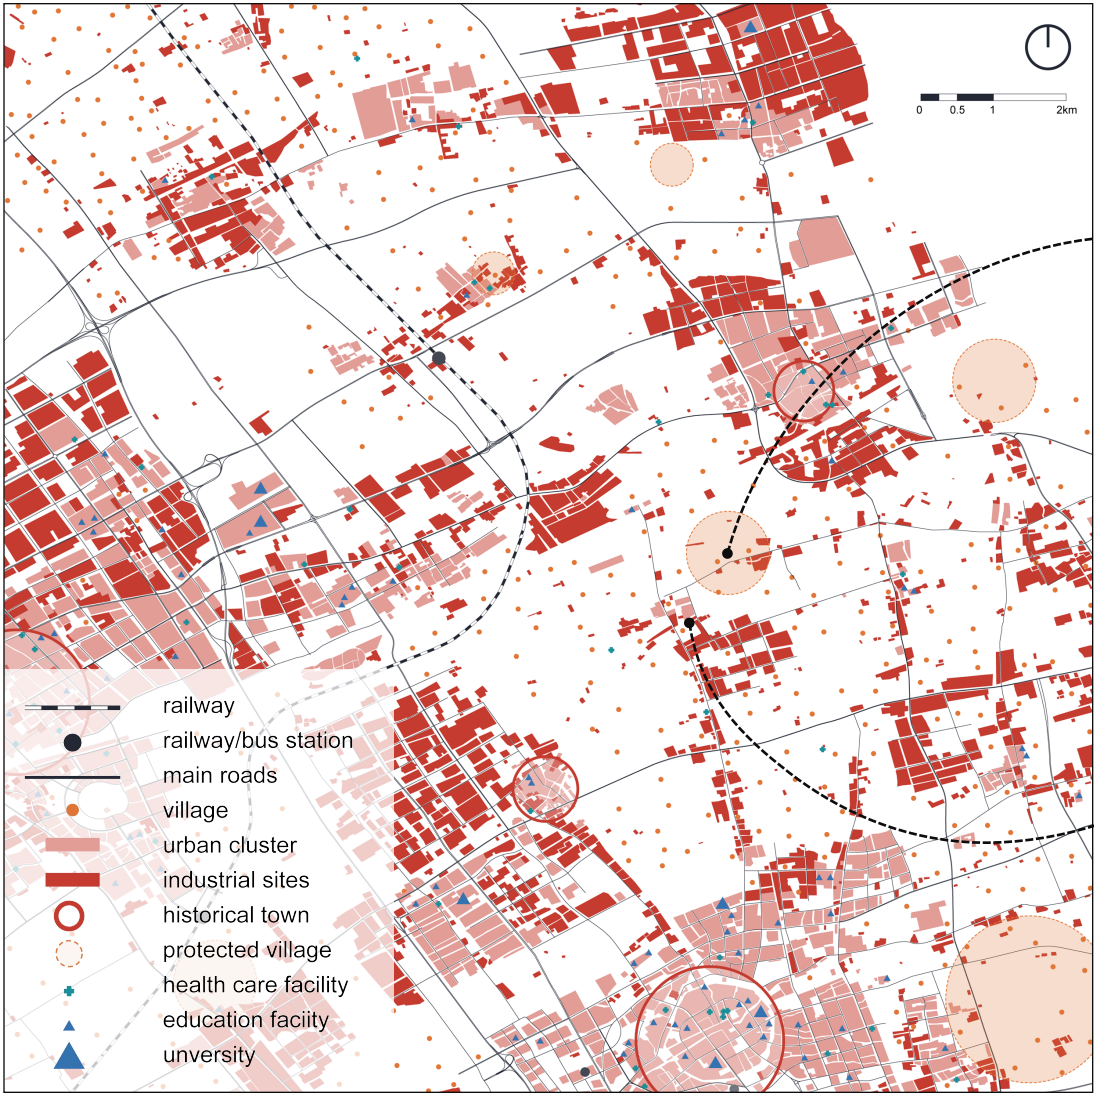 0 0.5 1 2km
railway
railway/bus station
main roads
village
urban cluster
industrial sites
historical town
protected village
health care facility
education faciity
unversity